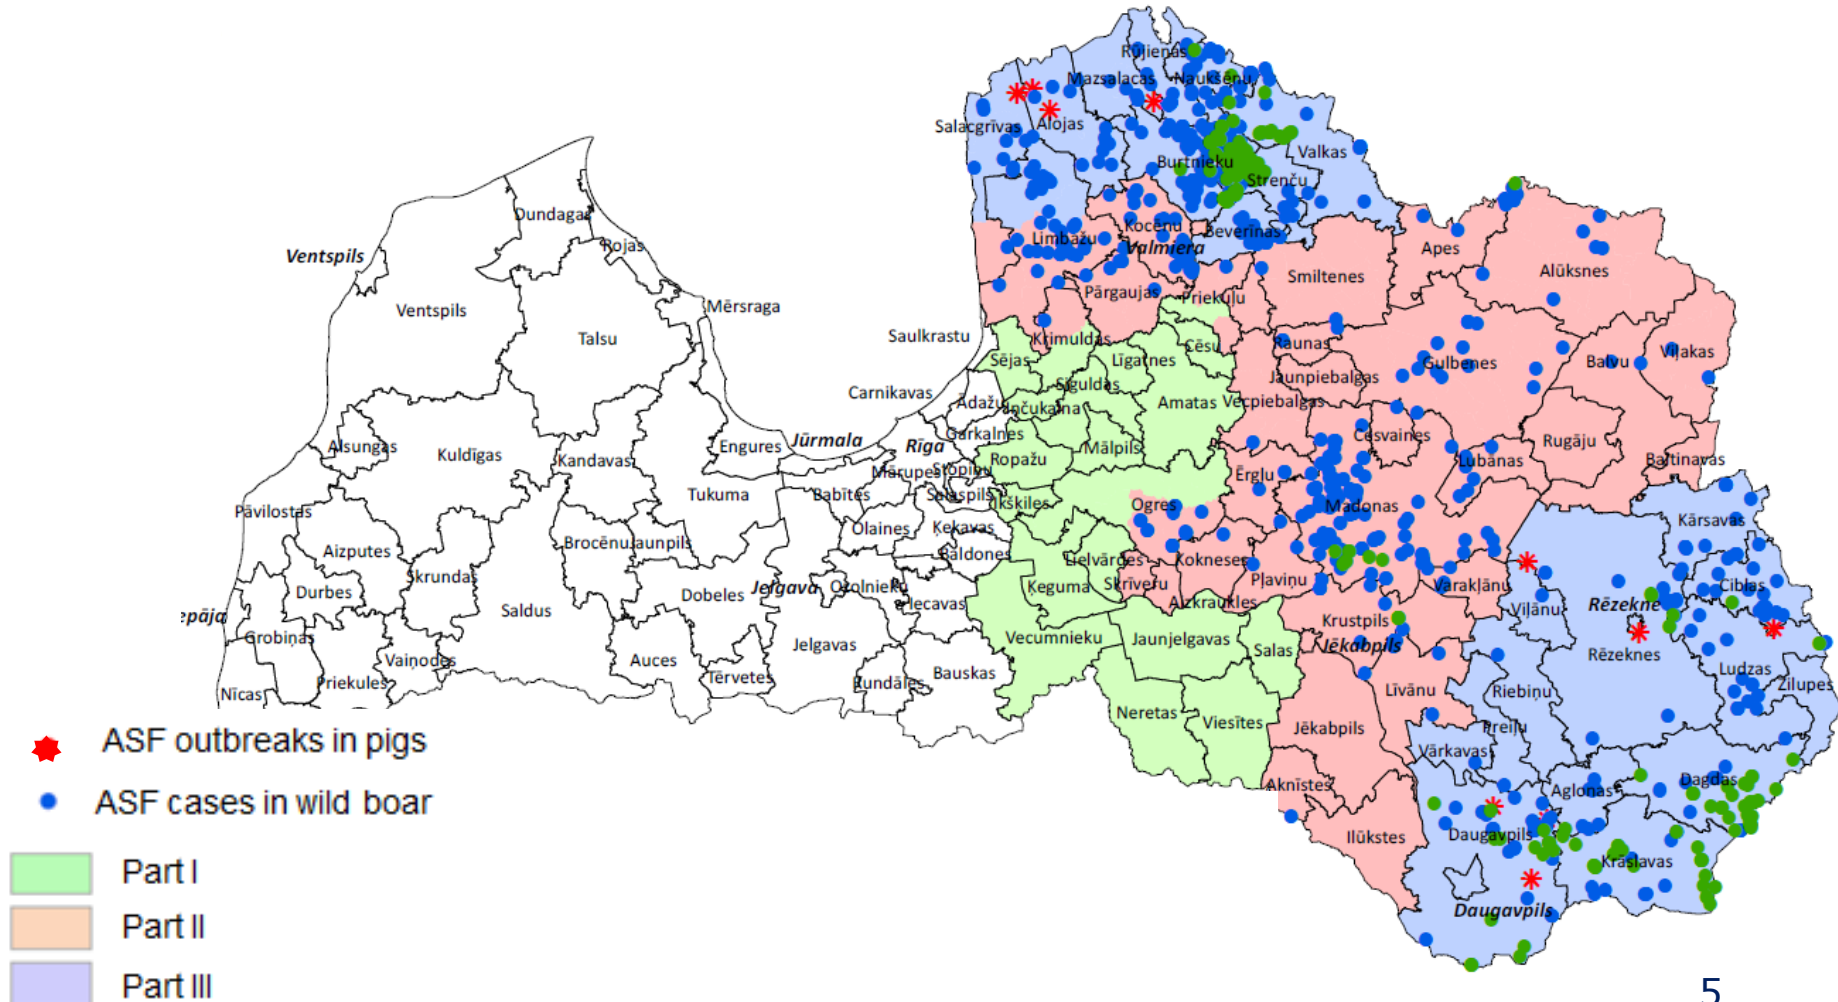 Rūjienas
Mazsalacas
Naukšēnu
Salacgrīvas
Alojas
Burtnieku
Valkas
Strenču
Dundagas
Rojas
Ventspils
Kocēnu
Limbažu
Beverīnas
Valmiera
Apes
Smiltenes
Alūksnes
Ventspils
Mērsraga
Pārgaujas
Priekuļu
Talsu
Saulkrastu
Krimuldas
Cēsu
Raunas
Sējas
Līgatnes
Gulbenes
Balvu
Viļakas
Siguldas
Jaunpiebalgas
Carnikavas
Ādažu
Inčukalna
Amatas
Vecpiebalgas
Alsungas
Kuldīgas
Kandavas
Engures
Jūrmala
Rīga
Garkalnes
Mālpils
Cesvaines
Rugāju
Ropažu
Mārupes
Stopiņu
Ērgļu
Lubānas
Baltinavas
Tukuma
Babītes
Salaspils
Ikšķiles
Ogres
Madonas
Pāvilostas
Olaines
Ķekavas
Kārsavas
Aizputes
Brocēnu
Jaunpils
Baldones
Lielvārdes
Kokneses
Skrundas
Durbes
Dobeles
Jelgava
Ozolnieku
Ķeguma
Skrīveru
Pļaviņu
Varakļānu
Ciblas
Saldus
Iecavas
Aizkraukles
Viļānu
Rēzekne
epāja
Grobiņas
Jelgavas
Vecumnieku
Jaunjelgavas
Krustpils
Jēkabpils
Salas
Rēzeknes
Vaiņodes
Auces
Bauskas
Ludzas
Nīcas
Priekules
Tērvetes
Rundāles
Līvānu
Riebiņu
Zilupes
Neretas
Viesītes
Jēkabpils
Preiļu
Vārkavas
Aknīstes
Aglonas
Dagdas
Ilūkstes
Daugavpils
Krāslavas
Daugavpils
ASF outbreaks in pigs
ASF cases in wild boar
Part I
Part II
Part III
5